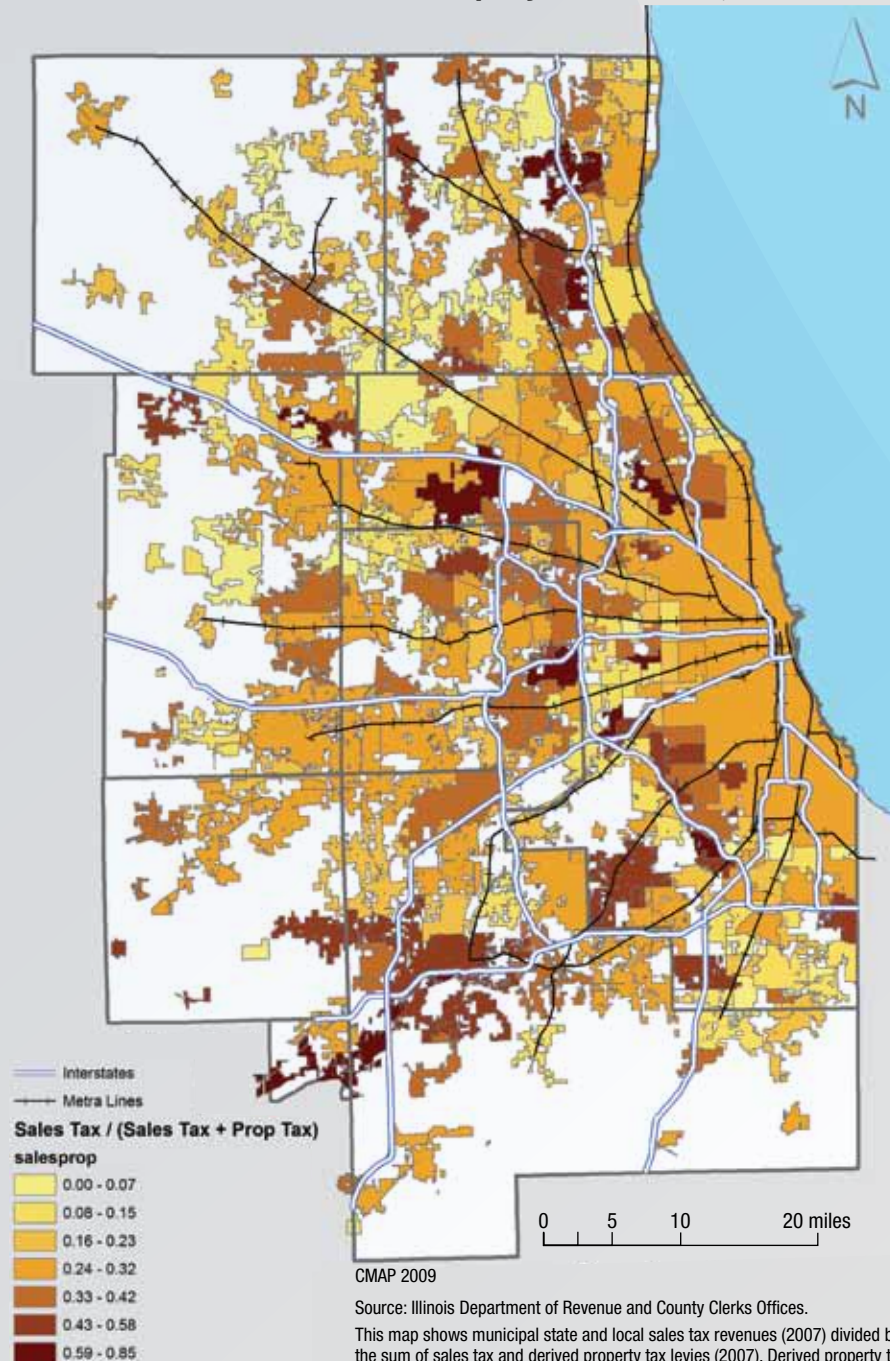 N
Interstates
Metra Lines
Sales Tax / (Sales Tax + Prop Tax)
salesprop
0.00 - 0.07
0.08 - 0.15
0.16 - 0.23
0.24 - 0.32
0.33 - 0.42
0.43 - 0.58
0.59 - 0.85
0 5 10 20 miles
CMAP 2009
Source: Illinois Department of Revenue and County Clerks Offices.
This map shows municipal state and local sales tax revenues (2007) divided b
the sum of sales tax and derived property tax levies (2007). Derived property t